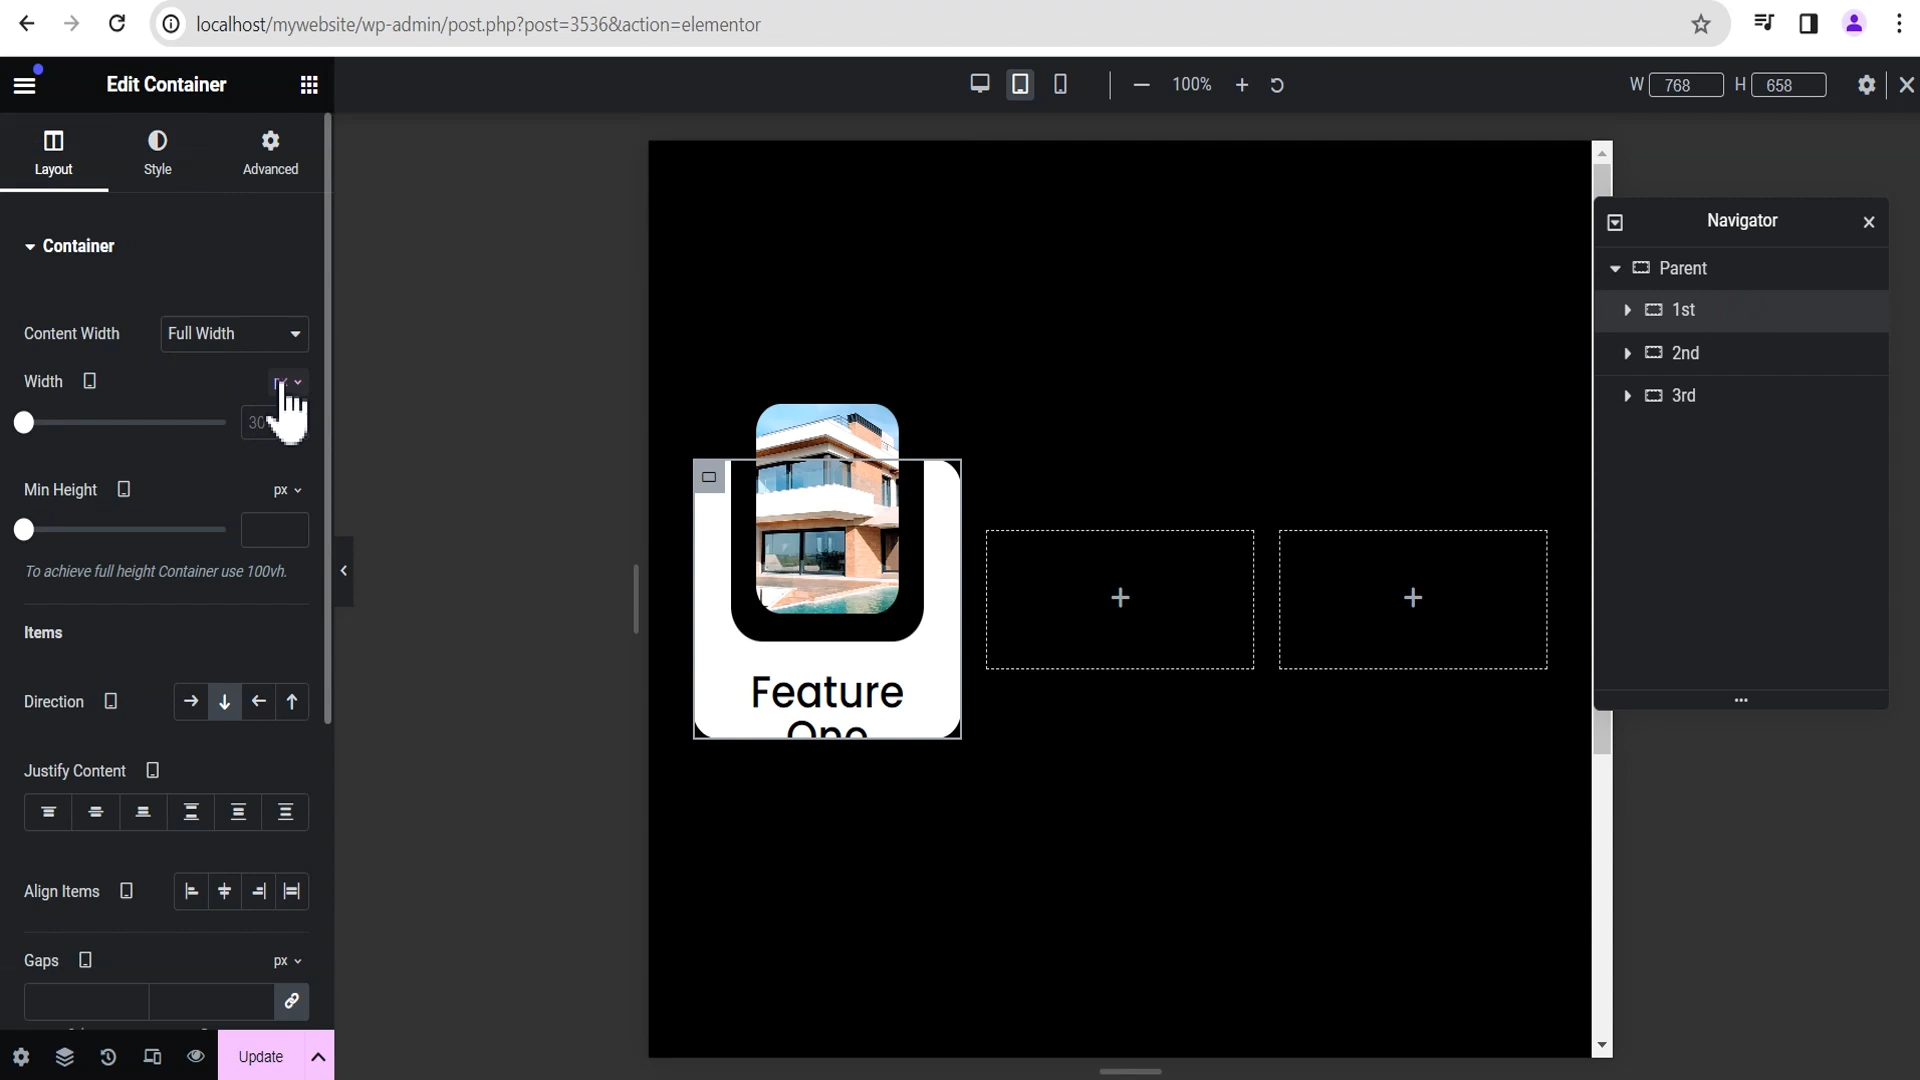 localhost/mywebsite/wp-admin/post.php?post=3536&action=elementor
Edit Container
100%
W 768 H 658
Layout
Style
Advanced
Container
Content Width
Full Width
Width
30
Min Height
px
To achieve full height Container use 100vh.
Items
Direction
Justify Content
Align Items
Gaps
px
Update
Feature
One
Navigator
Parent
1st
2nd
3rd